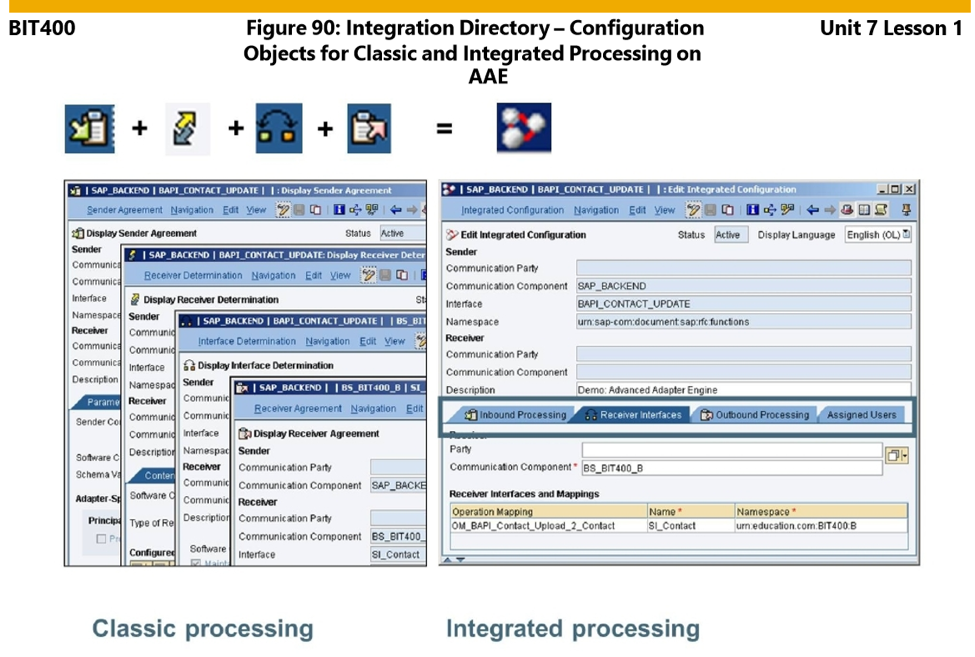 BIT400
Figure 90: Integration Directory – Configuration
Objects for Classic and Integrated Processing on
AAE
Unit 7 Lesson 1
+ + + =
| SAP_BACKEND | BAPI_CONTACT_UPDATE | | : Display Sender Agreement
Sender Agreement Navigation Edit View
Display Sender Agreement Status Active
Sender
Communica
Communica
Interface
Namespace
Receiver
Communica
Communica
Description
Parame
Sender Co
Software C
Schema Va
Adapter-Sp
Principa
| SAP_BACKEND | BAPI_CONTACT_UPDATE: Display Receiver Deter
Receiver Determination Navigation Edit View
Display Receiver Determination St
Sender
Communic
Communic
Interface
Namespac
Receiver
Communic
Communic
Description
Conten
Software C
Type of Re
Configured
| SAP_BACKEND | BAPI_CONTACT_UPDATE | | BS_BIT
Interface Determination Navigation Edit View
Display Interface Determination
Sender
Communic
Communic
Interface
Namespac
Receiver
Communic
Communic
Description
Software
Maint
| SAP_BACKEND | | BS_BIT400_B | SI_
Receiver Agreement Navigation Edit
Display Receiver Agreement
Sender
Communication Party
Communication Component SAP_BACKE
Receiver
Communication Party
Communication Component BS_BIT400_
Interface SI_Contact
| SAP_BACKEND | BAPI_CONTACT_UPDATE | | : Edit Integrated Configuration
Integrated Configuration Navigation Edit View
Edit Integrated Configuration Status Active Display Language English (OL)
Sender
Communication Party
Communication Component SAP_BACKEND
Interface BAPI_CONTACT_UPDATE
Namespace urn:sap-com:document:sap:rfc:functions
Receiver
Communication Party
Communication Component
Description Demo: Advanced Adapter Engine
Inbound Processing Receiver Interfaces Outbound Processing Assigned Users
Receiver
Party
Communication Component * BS_BIT400_B
Receiver Interfaces and Mappings
Operation Mapping Name * Namespace *
OM_BAPI_Contact_Upload_2_Contact SI_Contact urn:education.com:BIT400:B
Classic processing
Integrated processing